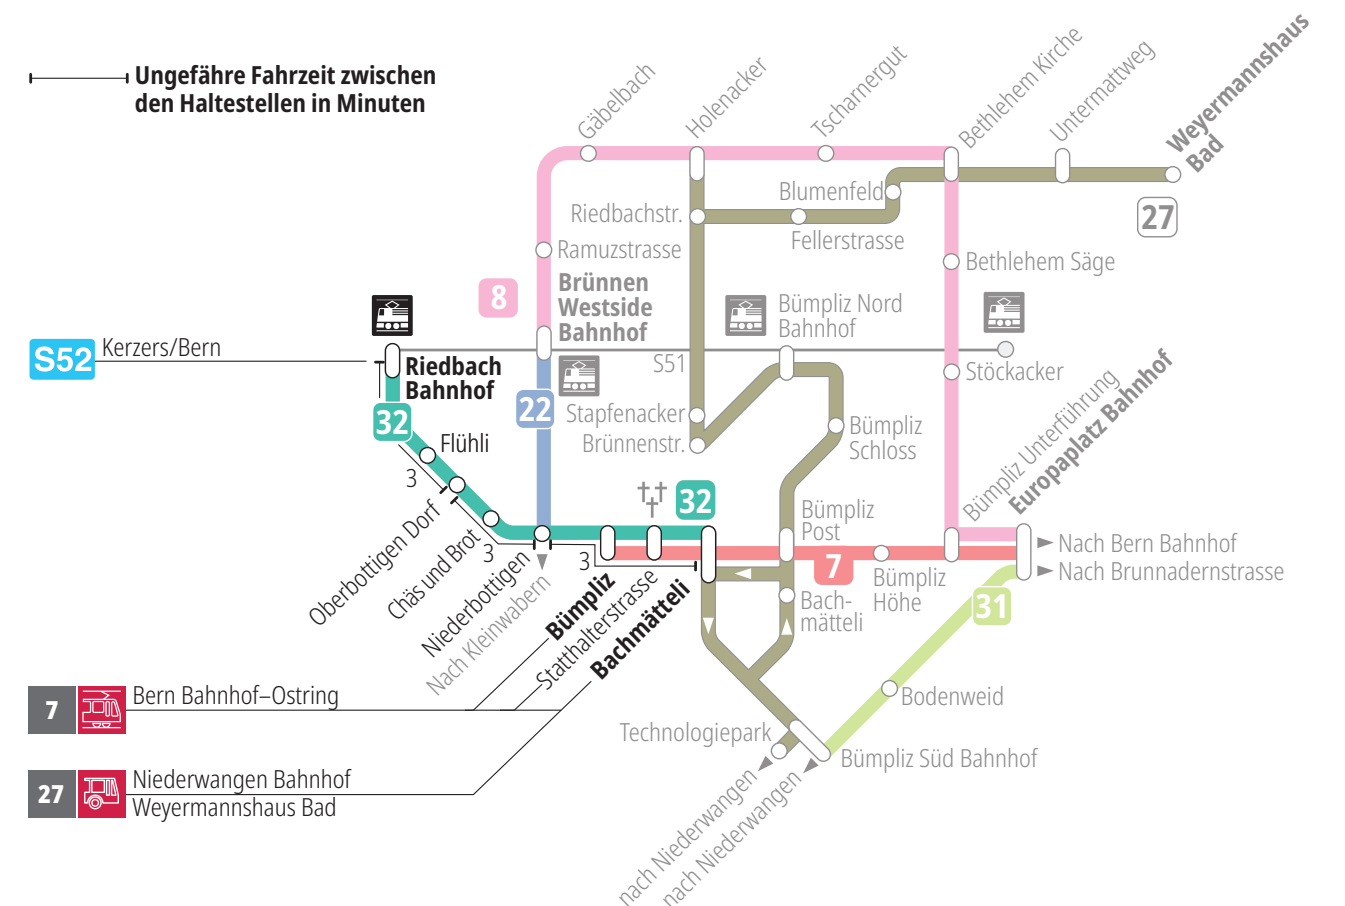 Ungefähre Fahrzeit zwischen
den Haltestellen in Minuten
Gäbelbach
Holenacker
Tscharnergut
Bethlehem Kirche
Untermattweg
Weyermannshaus
Bad
27
Blumenfeld
Riedbachstr.
Fellerstrasse
Ramuzstrasse
Bethlehem Säge
8
Brünnen
Westside
Bahnhof
Bümpliz Nord
Bahnhof
S52
Kerzers/Bern
Riedbach
Bahnhof
S51
Stöckacker
32
22
Stapfenacker
Brünnenstr.
Flühli
Bümpliz
Schloss
Bümpliz Unterführung
Europaplatz Bahnhof
3
32
Oberbottigen Dorf
Chäs und Brot
3
Niederbottigen
Nach Kleinwabern
3
Bümpliz
Statthalterstrasse
Bachmätteli
Bümpliz
Post
7
Bümpliz
Höhe
Nach Bern Bahnhof
Nach Brunnadernstrasse
31
Bach-
mätteli
7
Bern Bahnhof–Ostring
Bodenweid
Technologiepark
Bümpliz Süd Bahnhof
27
Niederwangen Bahnhof
Weyermannshaus Bad
nach Niederwangen
nach Niederwangen